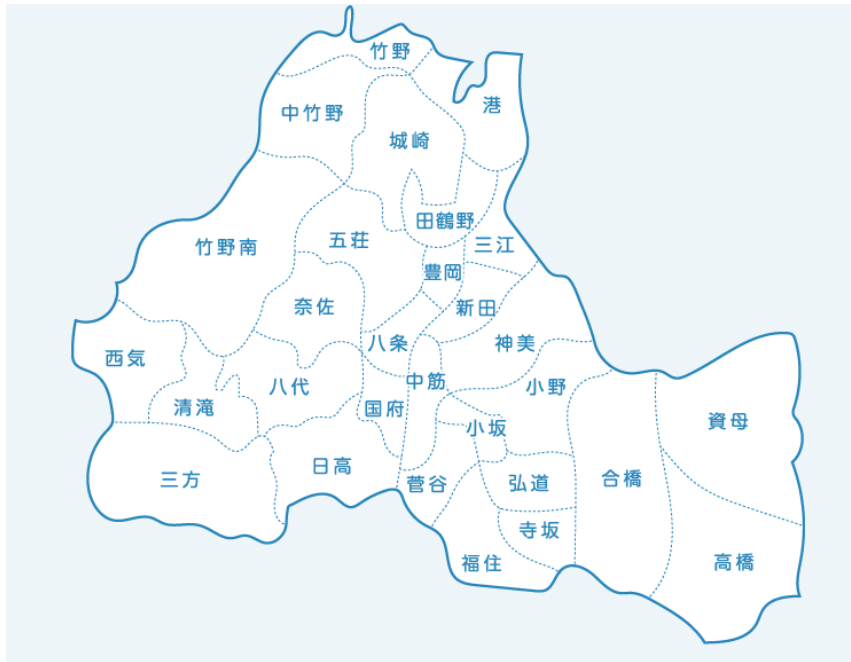 竹野
港
中竹野
城崎
田鶴野
五荘
三江
竹野南
豊岡
奈佐
新田
八条
神美
西気
中筋
八代
小野
清滝
国府
資母
小坂
日高
三方
合橋
菅谷
弘道
寺坂
福住
高橋